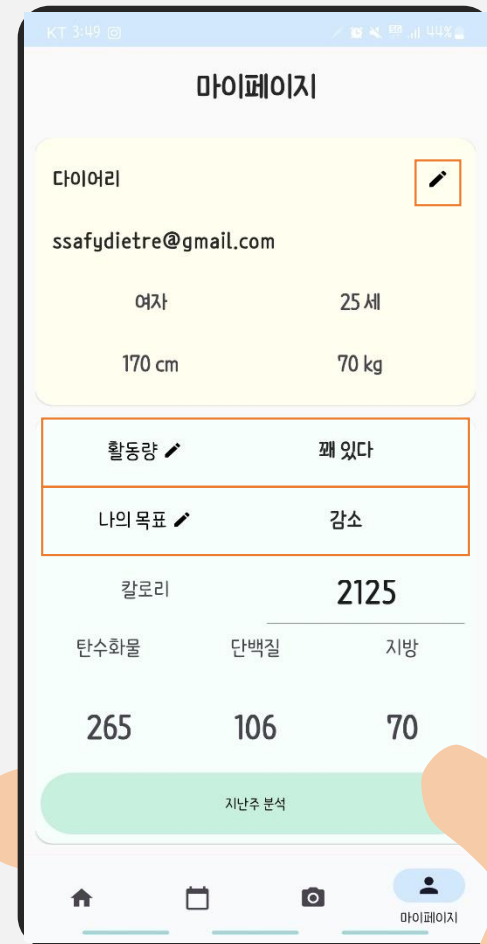 KT 3:49
44%
마이페이지
다이어리
ssafydietre@gmail.com
여자 25 세
170 cm 70 kg
활동량 꽤 있다
나의 목표 감소
칼로리 2125
탄수화물 단백질 지방
265 106 70
지난주 분석
마이페이지